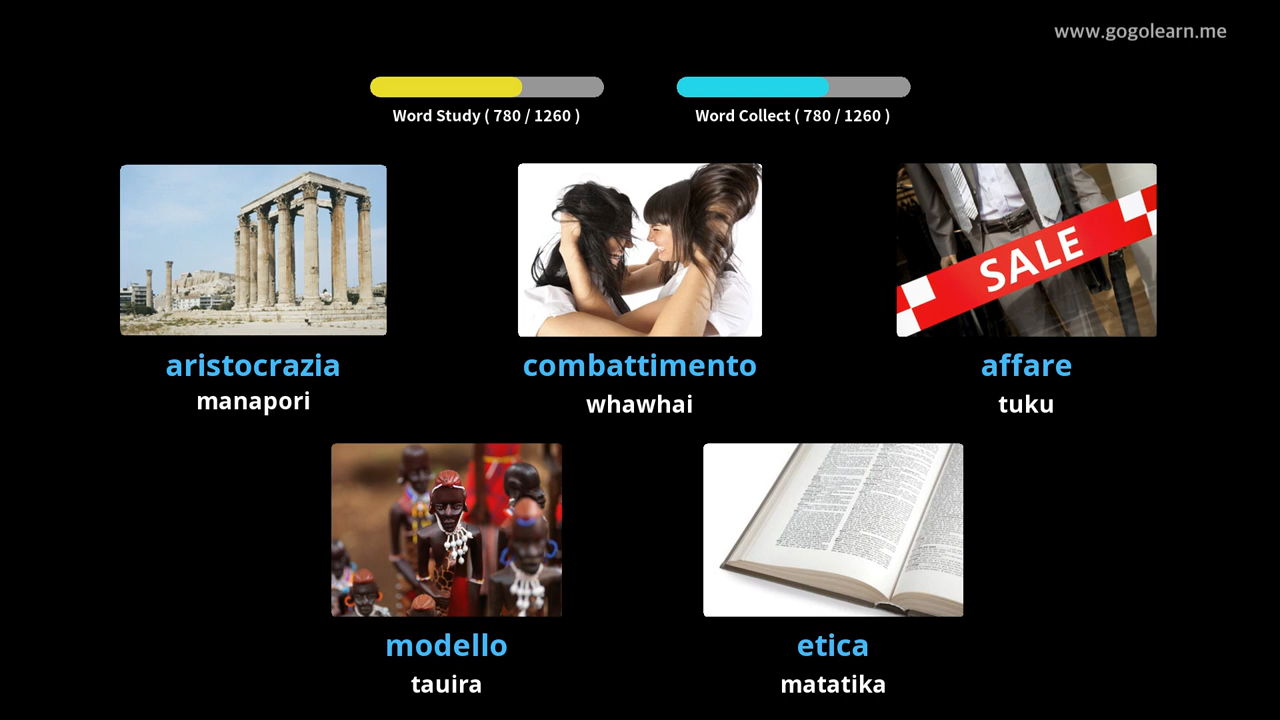 www.gogolearn.me
Word Study ( 780 / 1260 )
Word Collect ( 780 / 1260 )
SALE
aristocrazia
manapori
combattimento
whawhai
affare
tuku
modello
tauira
etica
matatika